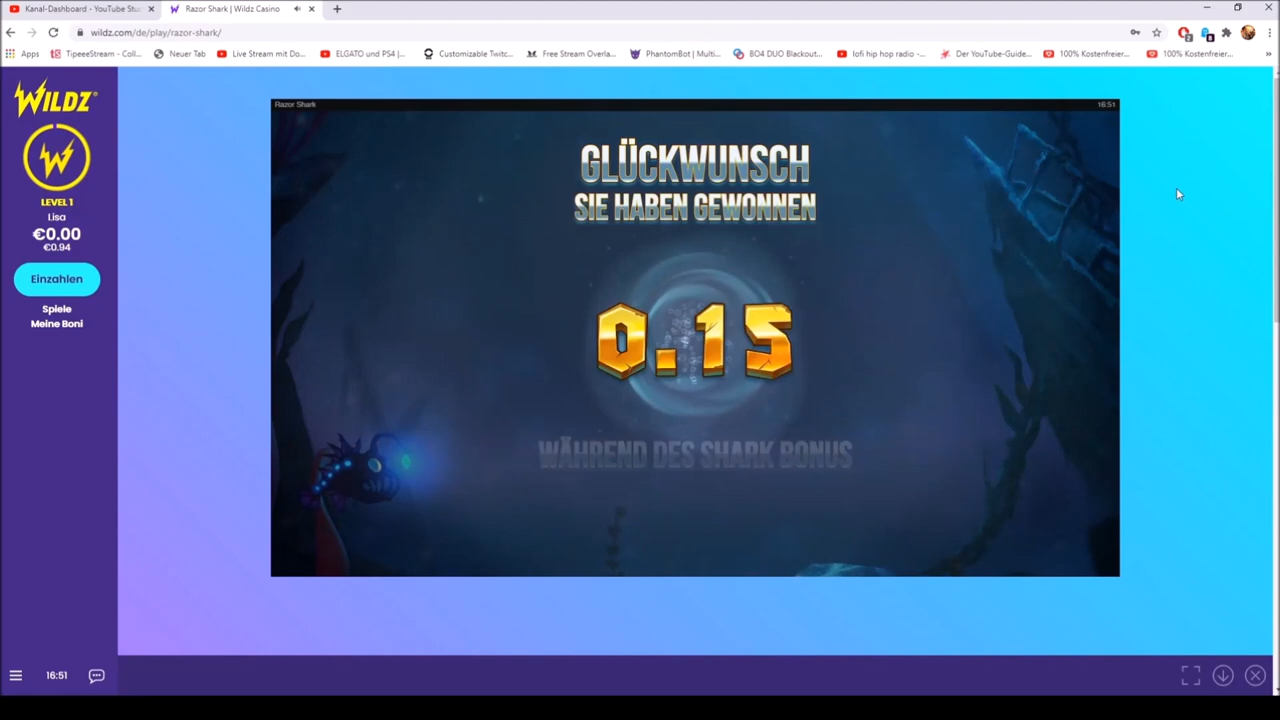 Kanal-Dashboard - YouTube Stu
Razor Shark | Wildz Casino
wildz.com/de/play/razor-shark/
Apps
TipeeeStream - Coll...
Neuer Tab
Live Stream mit Do...
ELGATO und PS4 |...
Customizable Twitc...
Free Stream Overla...
PhantomBot | Multi...
BO4 DUO Blackout...
lofi hip hop radio -...
Der YouTube-Guide...
100% Kostenfreier...
100% Kostenfreier...
»
WILDZ
W
LEVEL 1
Lisa
€0.00
€0.94
Einzahlen
Spiele
Meine Boni
Razor Shark
16:51
GLÜCKWUNSCH
SIE HABEN GEWONNEN
0.15
WÄHREND DES SHARK BONUS
16:51